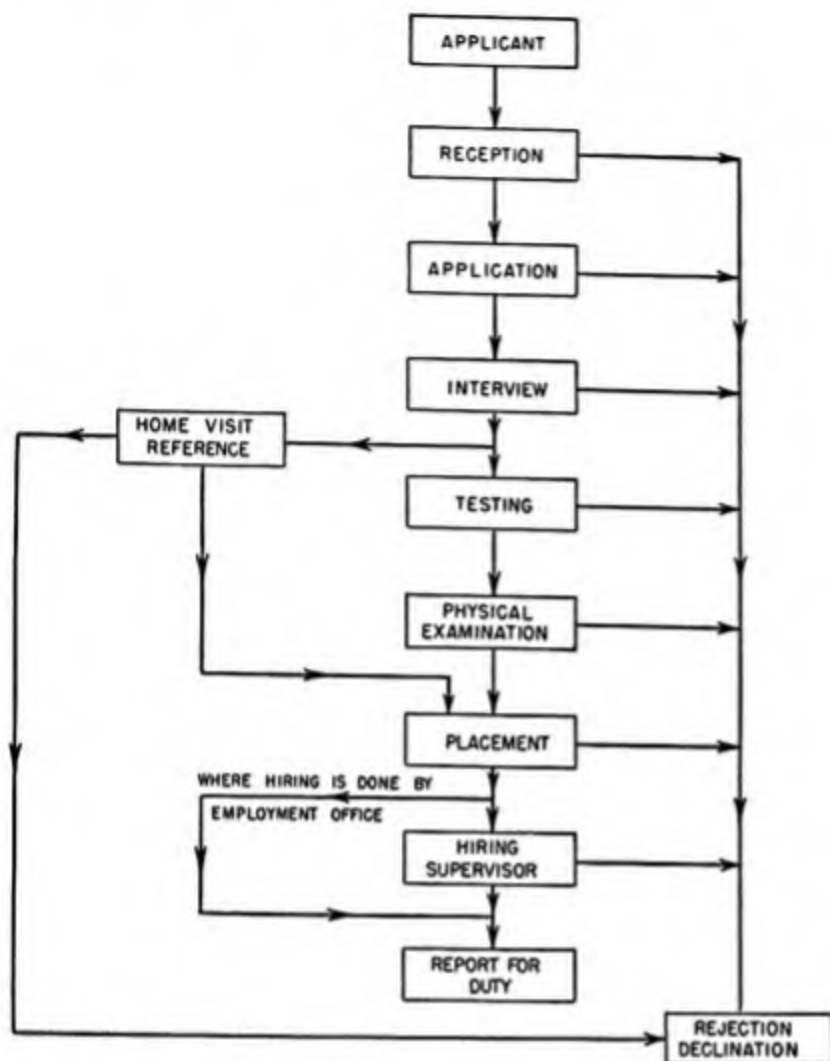 APPLICANT
RECEPTION
APPLICATION
INTERVIEW
HOME VISIT
REFERENCE
TESTING
PHYSICAL
EXAMINATION
PLACEMENT
WHERE HIRING IS DONE BY
EMPLOYMENT OFFICE
HIRING
SUPERVISOR
REPORT FOR
DUTY
REJECTION
DECLINATION